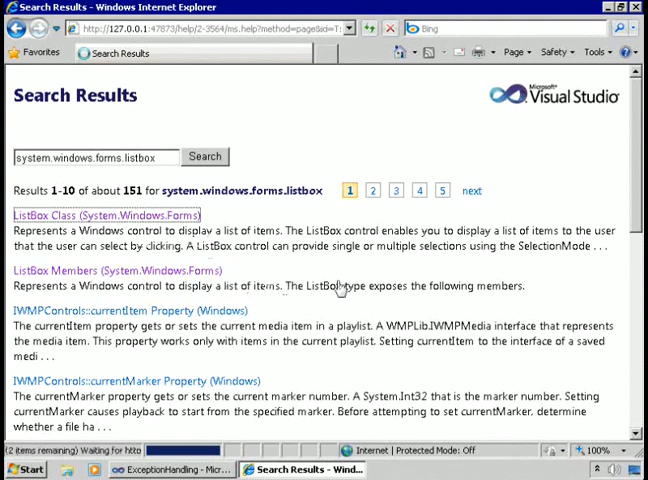 Search Results - Windows Internet Explorer
http://127.0.0.1:47873/help/2-3564/ms.help?method=page&id=T:
Bing
Favorites
Search Results
Page
Safety
Tools
Search Results
Microsoft
Visual Studio
system.windows.forms.listbox
Search
Results 1-10 of about 151 for system.windows.forms.listbox
1 2 3 4 5 next
ListBox Class (System.Windows.Forms)
Represents a Windows control to display a list of items. The ListBox control enables you to display a list of items to the user
that the user can select by clicking. A ListBox control can provide single or multiple selections using the SelectionMode . . .
ListBox Members (System.Windows.Forms)
Represents a Windows control to display a list of items. The ListBox type exposes the following members.
IWMPControls::currentItem Property (Windows)
The currentItem property gets or sets the current media item in a playlist. A WMPLib.IWMPMedia interface that represents
the media item. This property works only with items in the current playlist. Setting currentItem to the interface of a saved
medi . . .
IWMPControls::currentMarker Property (Windows)
The currentMarker property gets or sets the current marker number. A System.Int32 that is the marker number. Setting
currentMarker causes playback to start from the specified marker. Before attempting to set currentMarker, determine
whether a file ha . . .
(2 items remaining) Waiting for http
Internet | Protected Mode: Off
100%
Start
ExceptionHandling - Micr...
Search Results - Wind...